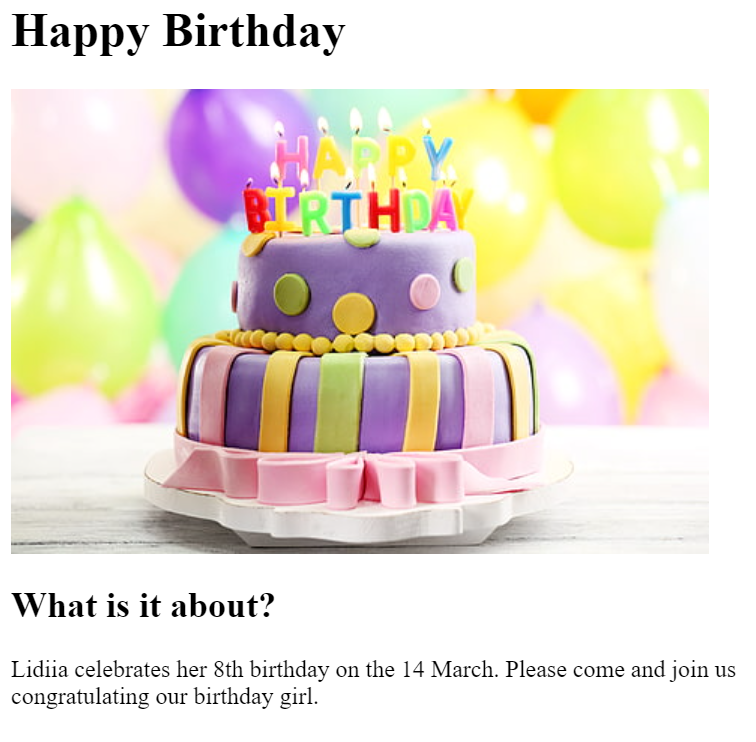 Happy Birthday
HAPPY
BIRTHDAY
What is it about?
Lidiia celebrates her 8th birthday on the 14 March. Please come and join us
congratulating our birthday girl.